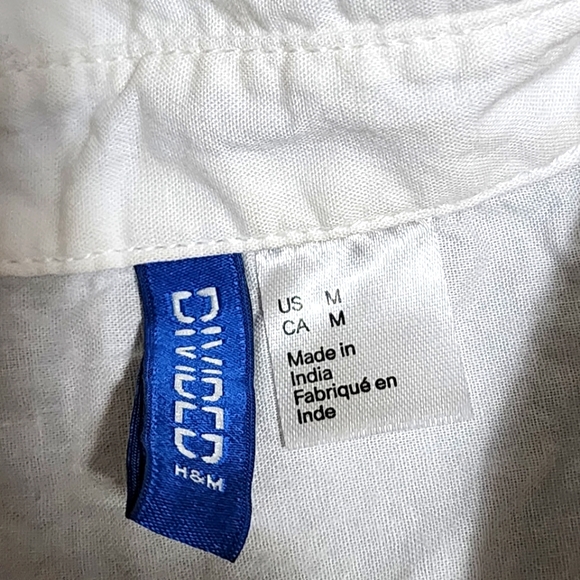 DIVIDED
H&M
US M
CA M
Made in
India
Fabriqué en
Inde